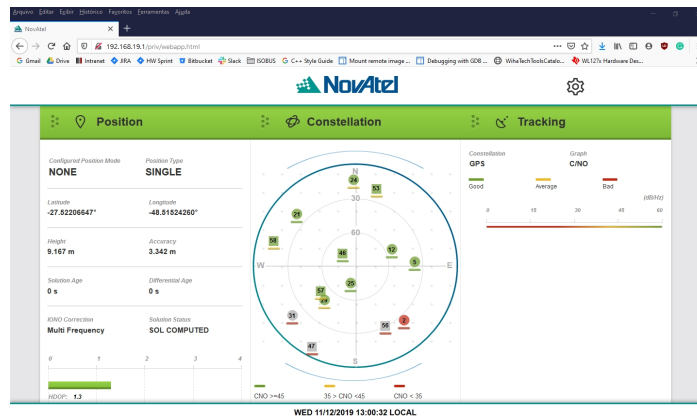 Arquivo Editar Exibir Histórico Favoritos Ferramentas Ajuda
NovAtel
192.168.19.1/priv/webapp.html
Gmail Drive Intranet JIRA HW Sprint Bitbucket Slack ISOBUS C++ Style Guide Mount remote image ... Debugging with GDB ... WihaTechToolsCatalo... WL127x Hardware Des...
NovAtel
Position
Configured Position Mode Position Type
NONE SINGLE
Latitude Longitude
-27.52206647° -48.51524260°
Height Accuracy
9.167 m 3.342 m
Solution Age Differential Age
0 s 0 s
IONO Correction Solution Status
Multi Frequency SOL COMPUTED
0 1 2 3 4
HDOP: 1.3
Constellation
N
24
53
30
21
60
58
46
12
5
W E
25
57
31
56
2
47
S
CNO >=45 35 > CNO <45 CNO < 35
Tracking
Constellation Graph
GPS C/NO
Good Average Bad
(dB/Hz)
0 15 30 45 60
WED 11/12/2019 13:00:32 LOCAL